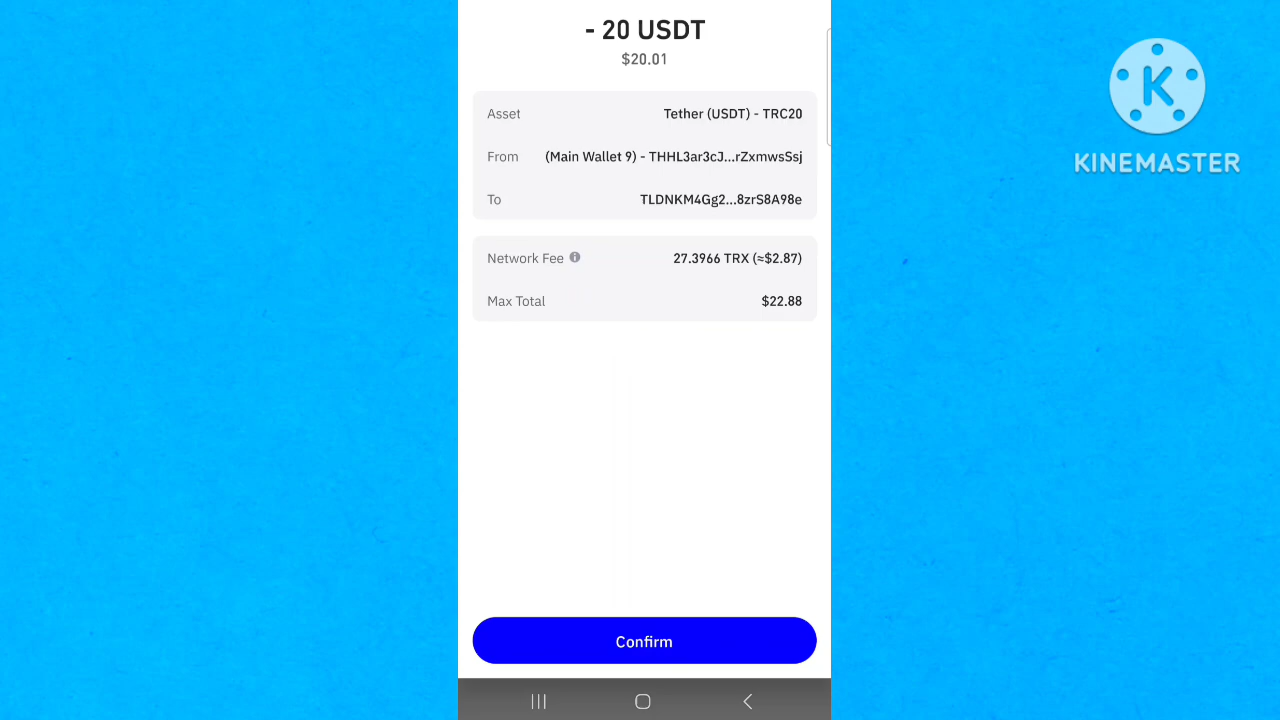 - 20 USDT
$20.01
Asset Tether (USDT) - TRC20
From (Main Wallet 9) - THHL3ar3cJ...rZxmwsSsj
To TLDNKM4Gg2...8zrS8A98e
Network Fee 27.3966 TRX (≈$2.87)
Max Total $22.88
Confirm
K
KINEMASTER